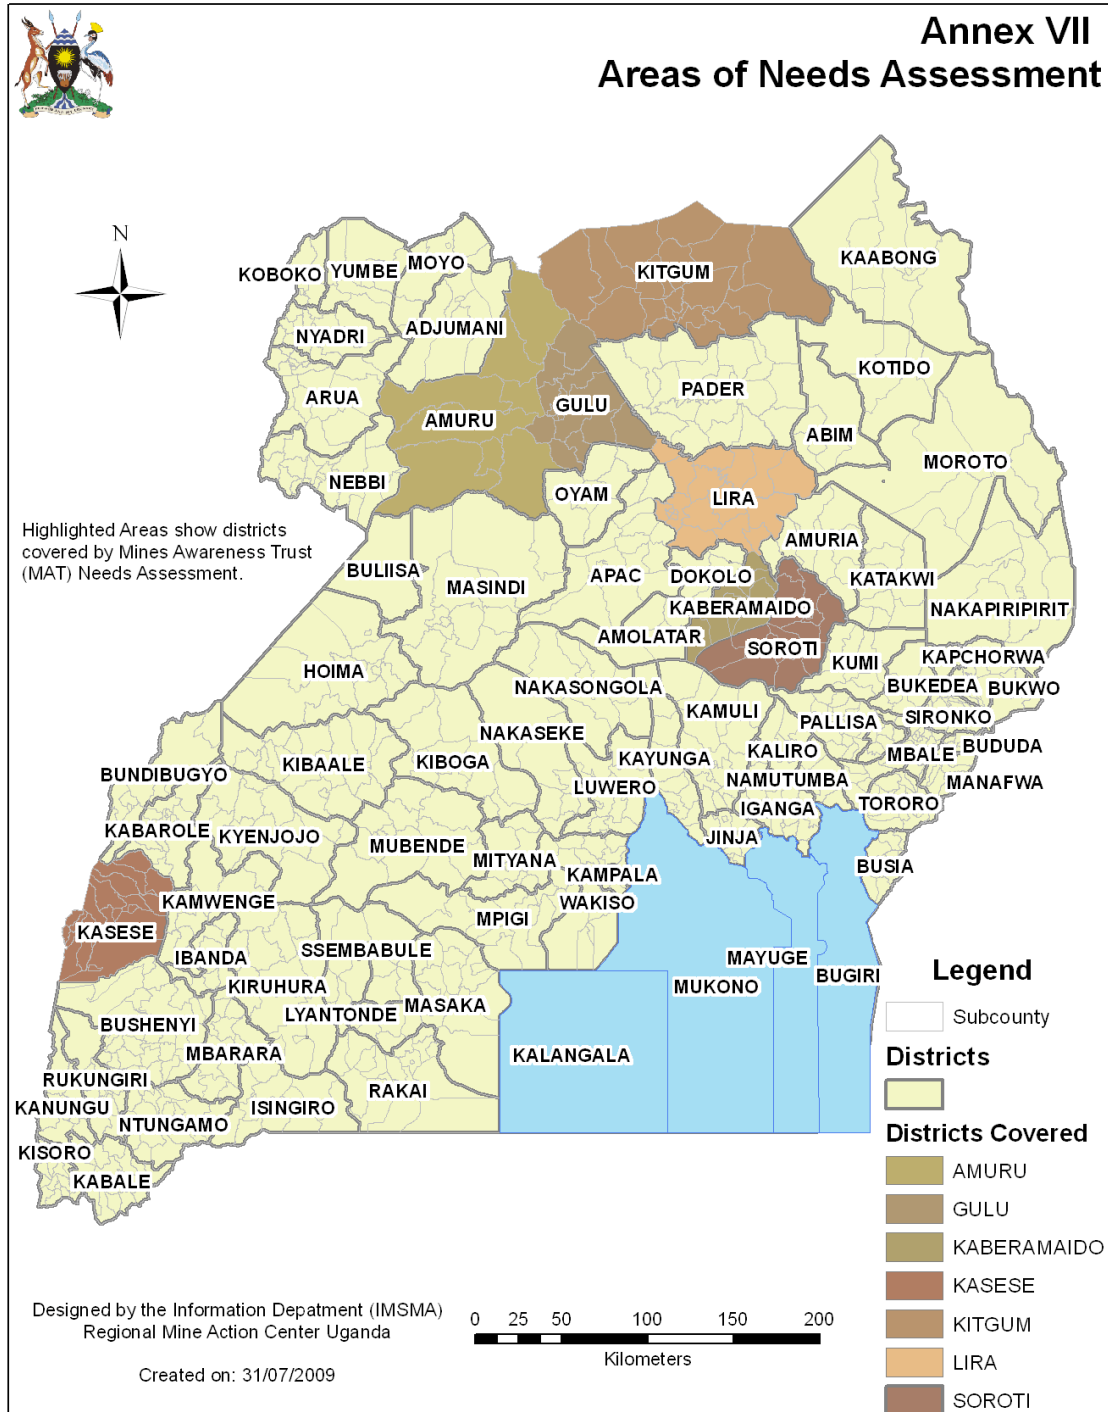 Annex VII
Areas of Needs Assessment
N
KAABONG
KITGUM
MOYO
YUMBE
KOBOKO
ADJUMANI
NYADRI
KOTIDO
PADER
ARUA
GULU
AMURU
ABIM
MOROTO
NEBBI
OYAM
LIRA
Highlighted Areas show districts
covered by Mines Awareness Trust
(MAT) Needs Assessment.
AMURIA
BULIISA
MASINDI
APAC
DOKOLO
KATAKWI
KABERAMAIDO
NAKAPIRIPIRIT
AMOLATAR
SOROTI
KUMI
KAPCHORWA
HOIMA
NAKASONGOLA
BUKEDEA
BUKWO
KAMULI
PALLISA
SIRONKO
NAKASEKE
KALIRO
MBALE
BUDUDA
KIBAALE
KIBOGA
KAYUNGA
BUNDIBUGYO
NAMUTUMBA
MANAFWA
LUWERO
IGANGA
TORORO
KABAROLE
KYENJOJO
MUBENDE
JINJA
MITYANA
BUSIA
KAMPALA
KAMWENGE
WAKISO
MPIGI
KASESE
IBANDA
SSEMBABULE
MAYUGE
BUGIRI
KIRUHURA
MUKONO
MASAKA
LYANTONDE
BUSHENYI
MBARARA
KALANGALA
RUKUNGIRI
RAKAI
KANUNGU
ISINGIRO
NTUNGAMO
KISORO
KABALE
Legend
Subcounty
Districts
Districts Covered
AMURU
GULU
KABERAMAIDO
KASESE
KITGUM
LIRA
SOROTI
Designed by the Information Depatment (IMSMA)
Regional Mine Action Center Uganda
Created on: 31/07/2009
0 25 50 100 150 200
Kilometers